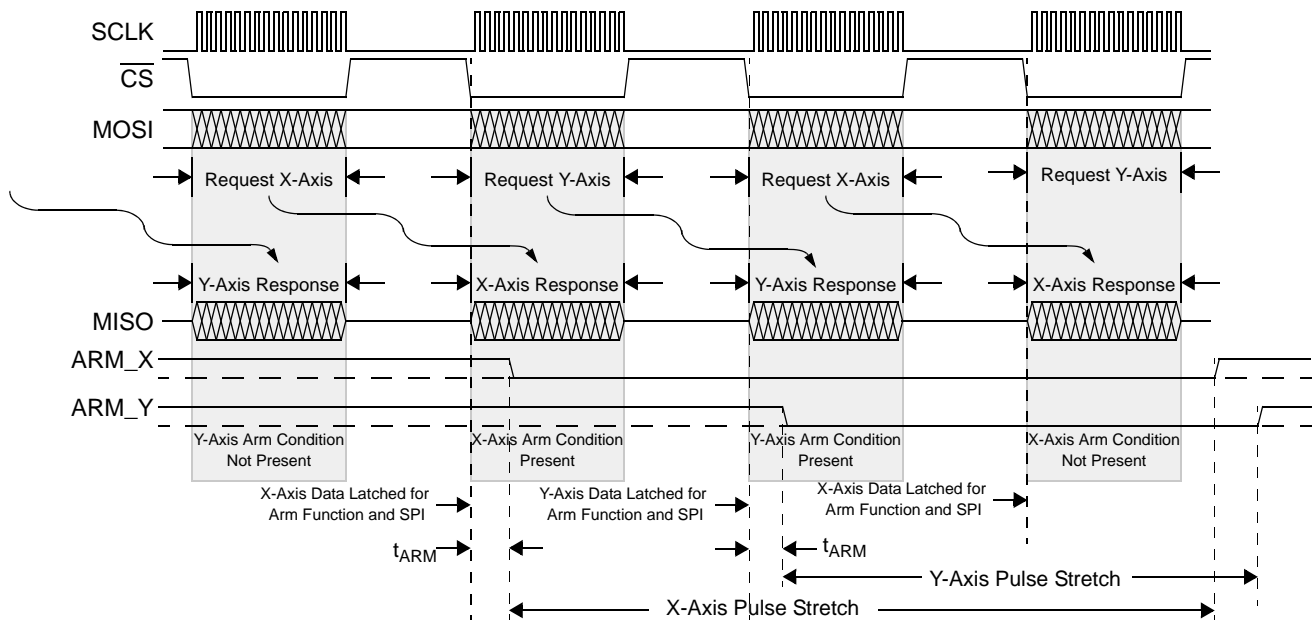 SCLK
CS
MOSI
Request X-Axis
Request Y-Axis
Request X-Axis
Request Y-Axis
Y-Axis Response
X-Axis Response
Y-Axis Response
X-Axis Response
MISO
ARM_X
ARM_Y
Y-Axis Arm Condition
Not Present
X-Axis Arm Condition
Present
Y-Axis Arm Condition
Present
X-Axis Arm Condition
Not Present
X-Axis Data Latched for
Arm Function and SPI
Y-Axis Data Latched for
Arm Function and SPI
X-Axis Data Latched for
Arm Function and SPI
tARM
tARM
Y-Axis Pulse Stretch
X-Axis Pulse Stretch